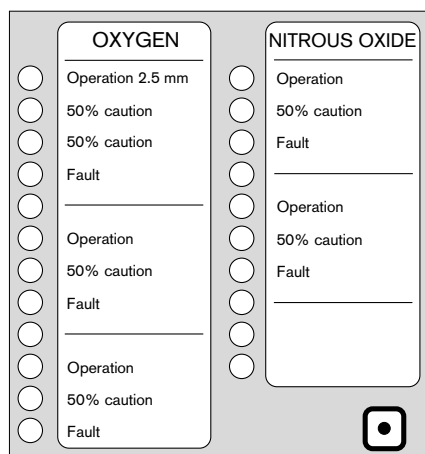 OXYGEN
Operation 2.5 mm
50% caution
50% caution
Fault
Operation
50% caution
Fault
Operation
50% caution
Fault
NITROUS OXIDE
Operation
50% caution
Fault
Operation
50% caution
Fault